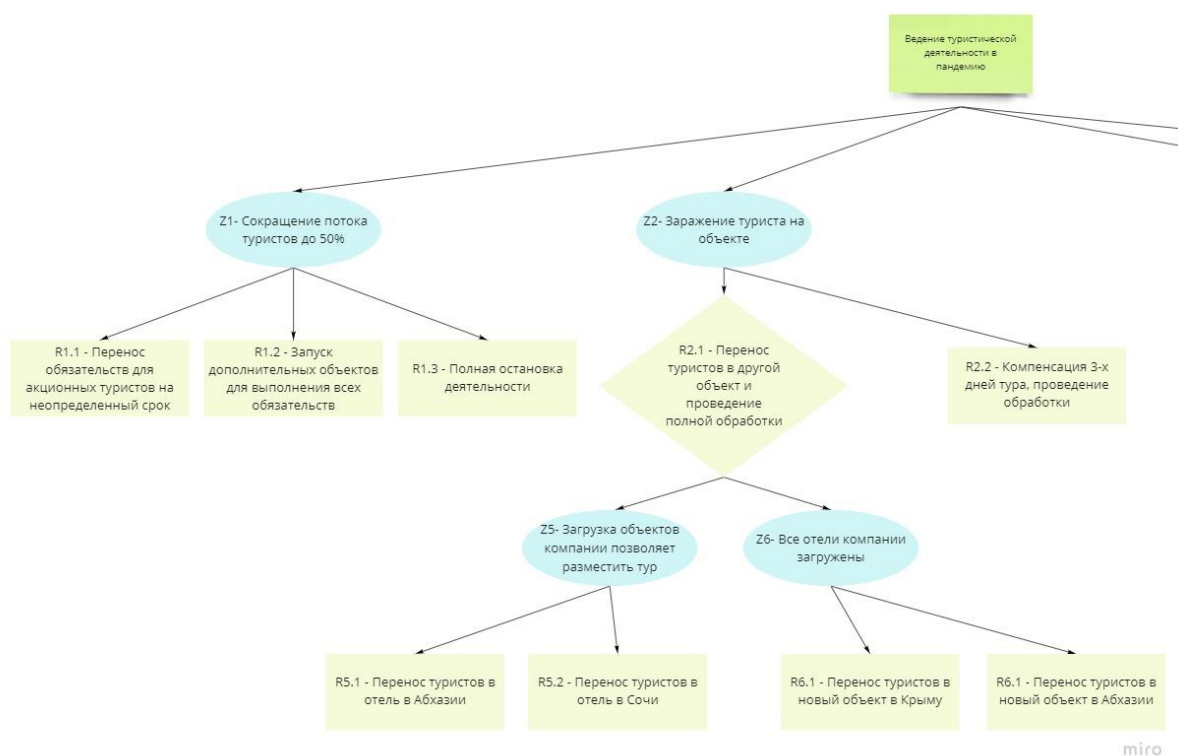 Ведение туристической
деятельности в
пандемию
Z1- Сокращение потока
туристов до 50%
Z2- Заражение туриста на
объекте
R1.1 - Перенос
обязательств для
акционных туристов на
неопределенный срок
R1.2 - Запуск
дополнительных объектов
для выполнения всех
обязательств
R1.3 - Полная остановка
деятельности
R2.1 - Перенос
туристов в другой
объект и
проведение
полной обработки
R2.2 - Компенсация 3-х
дней тура, проведение
обработки
Z5- Загрузка объектов
компании позволяет
разместить тур
Z6- Все отели компании
загружены
R5.1 - Перенос туристов в
отель в Абхазии
R5.2 - Перенос туристов в
отель в Сочи
R6.1 - Перенос туристов в
новый объект в Крыму
R6.1 - Перенос туристов в
новый объект в Абхазии
miro